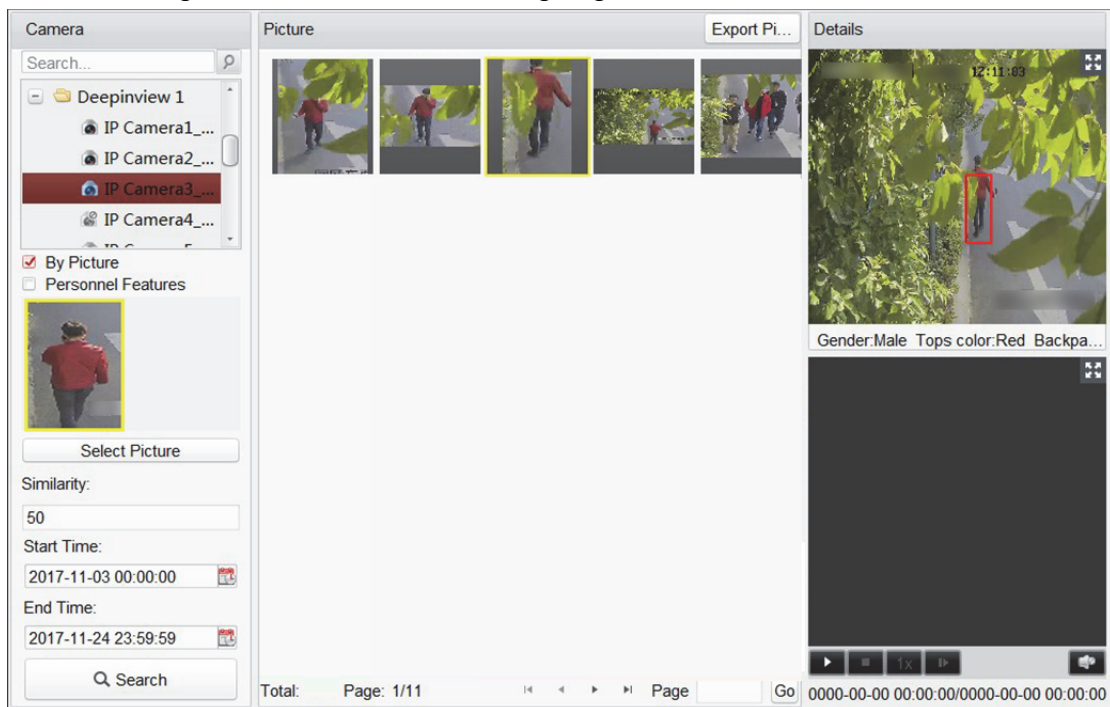 Camera
Search...
Deepinview 1
IP Camera1_...
IP Camera2_...
IP Camera3_...
IP Camera4_...
By Picture
Personnel Features
Select Picture
Similarity:
50
Start Time:
2017-11-03 00:00:00
End Time:
2017-11-24 23:59:59
Search
Picture
Export Pi...
Total: Page: 1/11 Page Go
Details
12:11:03
Gender:Male Tops color:Red Backpa...
1x
0000-00-00 00:00:00/0000-00-00 00:00:00